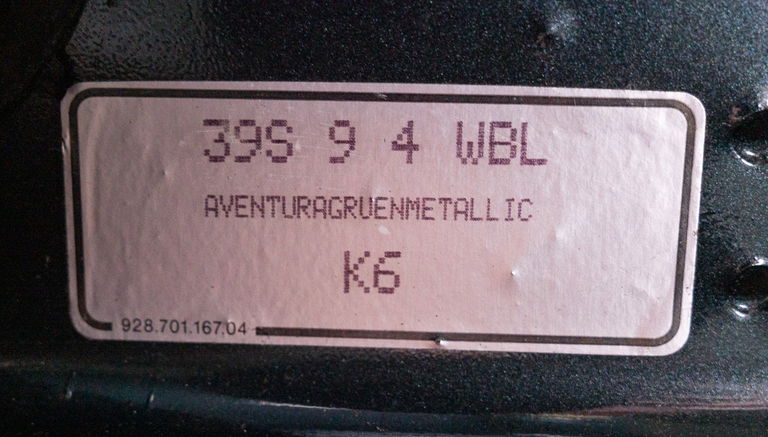 39S 9 4 WBL
AVENTURAGRUENMETALLIC
K6
928.701.167.04